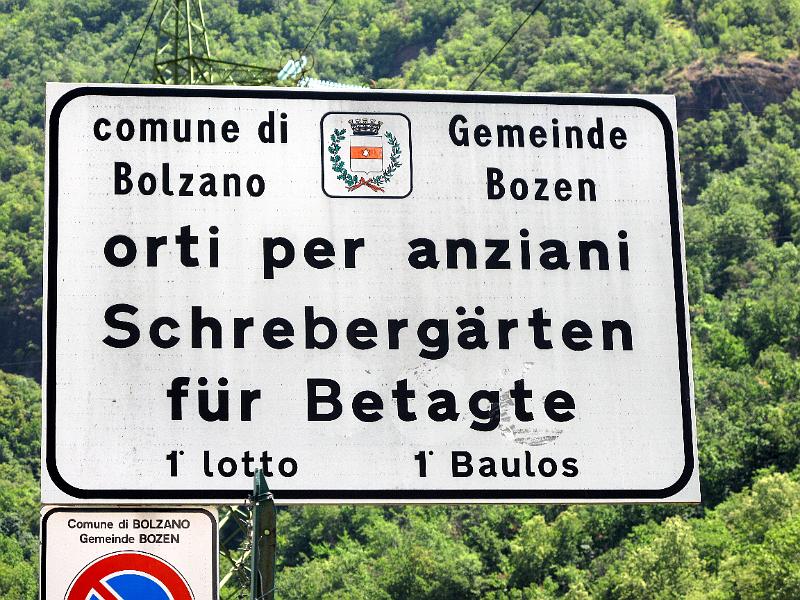 comune di
Bolzano
Gemeinde
Bozen
orti per anziani
Schrebergärten
für Betagte
1° lotto
1° Baulos
Comune di BOLZANO
Gemeinde BOZEN